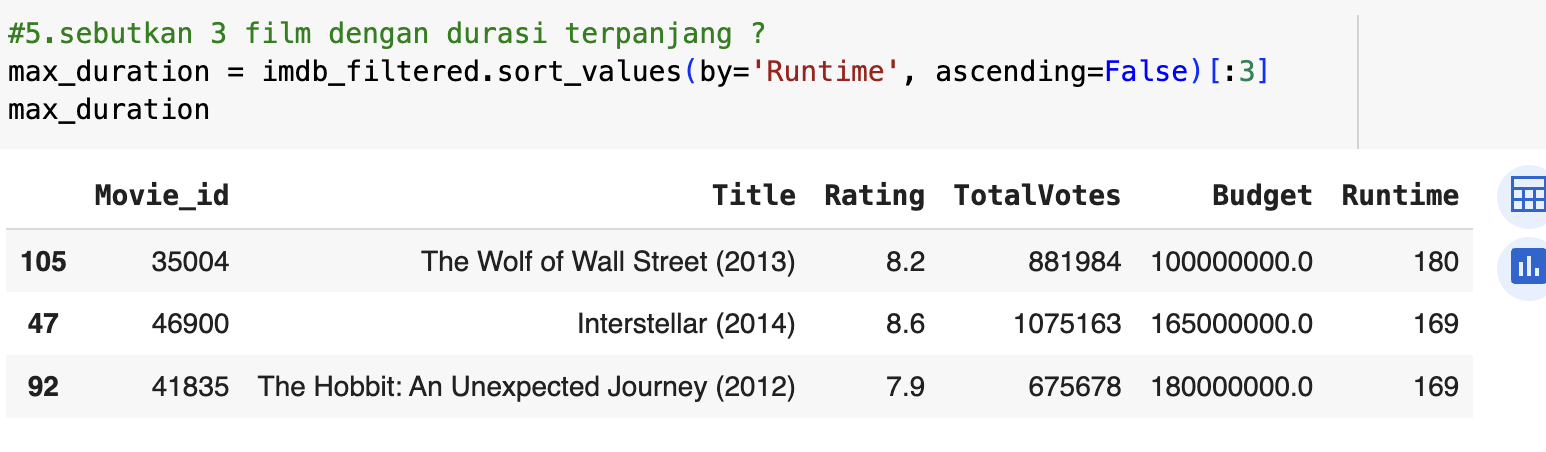 #5.sebutkan 3 film dengan durasi terpanjang ?
max_duration = imdb_filtered.sort_values(by='Runtime', ascending=False)[:3]
max_duration
Movie_id Title Rating TotalVotes Budget Runtime
105 35004 The Wolf of Wall Street (2013) 8.2 881984 100000000.0 180
47 46900 Interstellar (2014) 8.6 1075163 165000000.0 169
92 41835 The Hobbit: An Unexpected Journey (2012) 7.9 675678 180000000.0 169